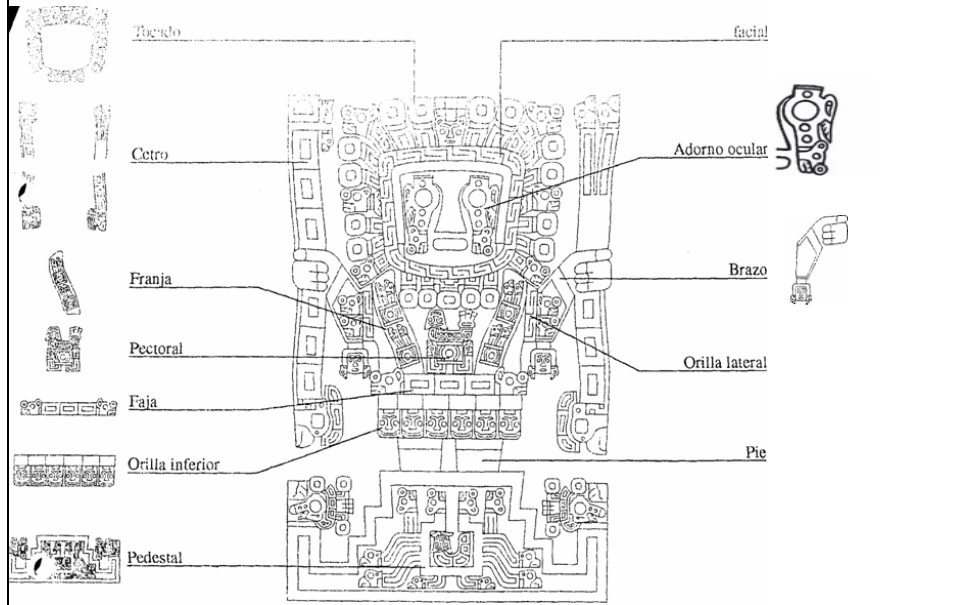 Tocado
facial
Cetro
Adorno ocular
Franja
Brazo
Pectoral
Orilla lateral
Faja
Orilla inferior
Pie
Pedestal